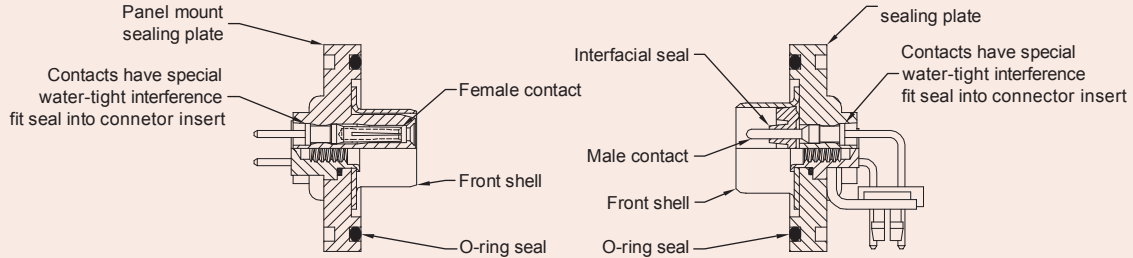 Panel mount
sealing plate
Contacts have special
water-tight interference
fit seal into connetor insert
Female contact
Front shell
O-ring seal
sealing plate
Interfacial seal
Contacts have special
water-tight interference
fit seal into connector insert
Male contact
Front shell
O-ring seal